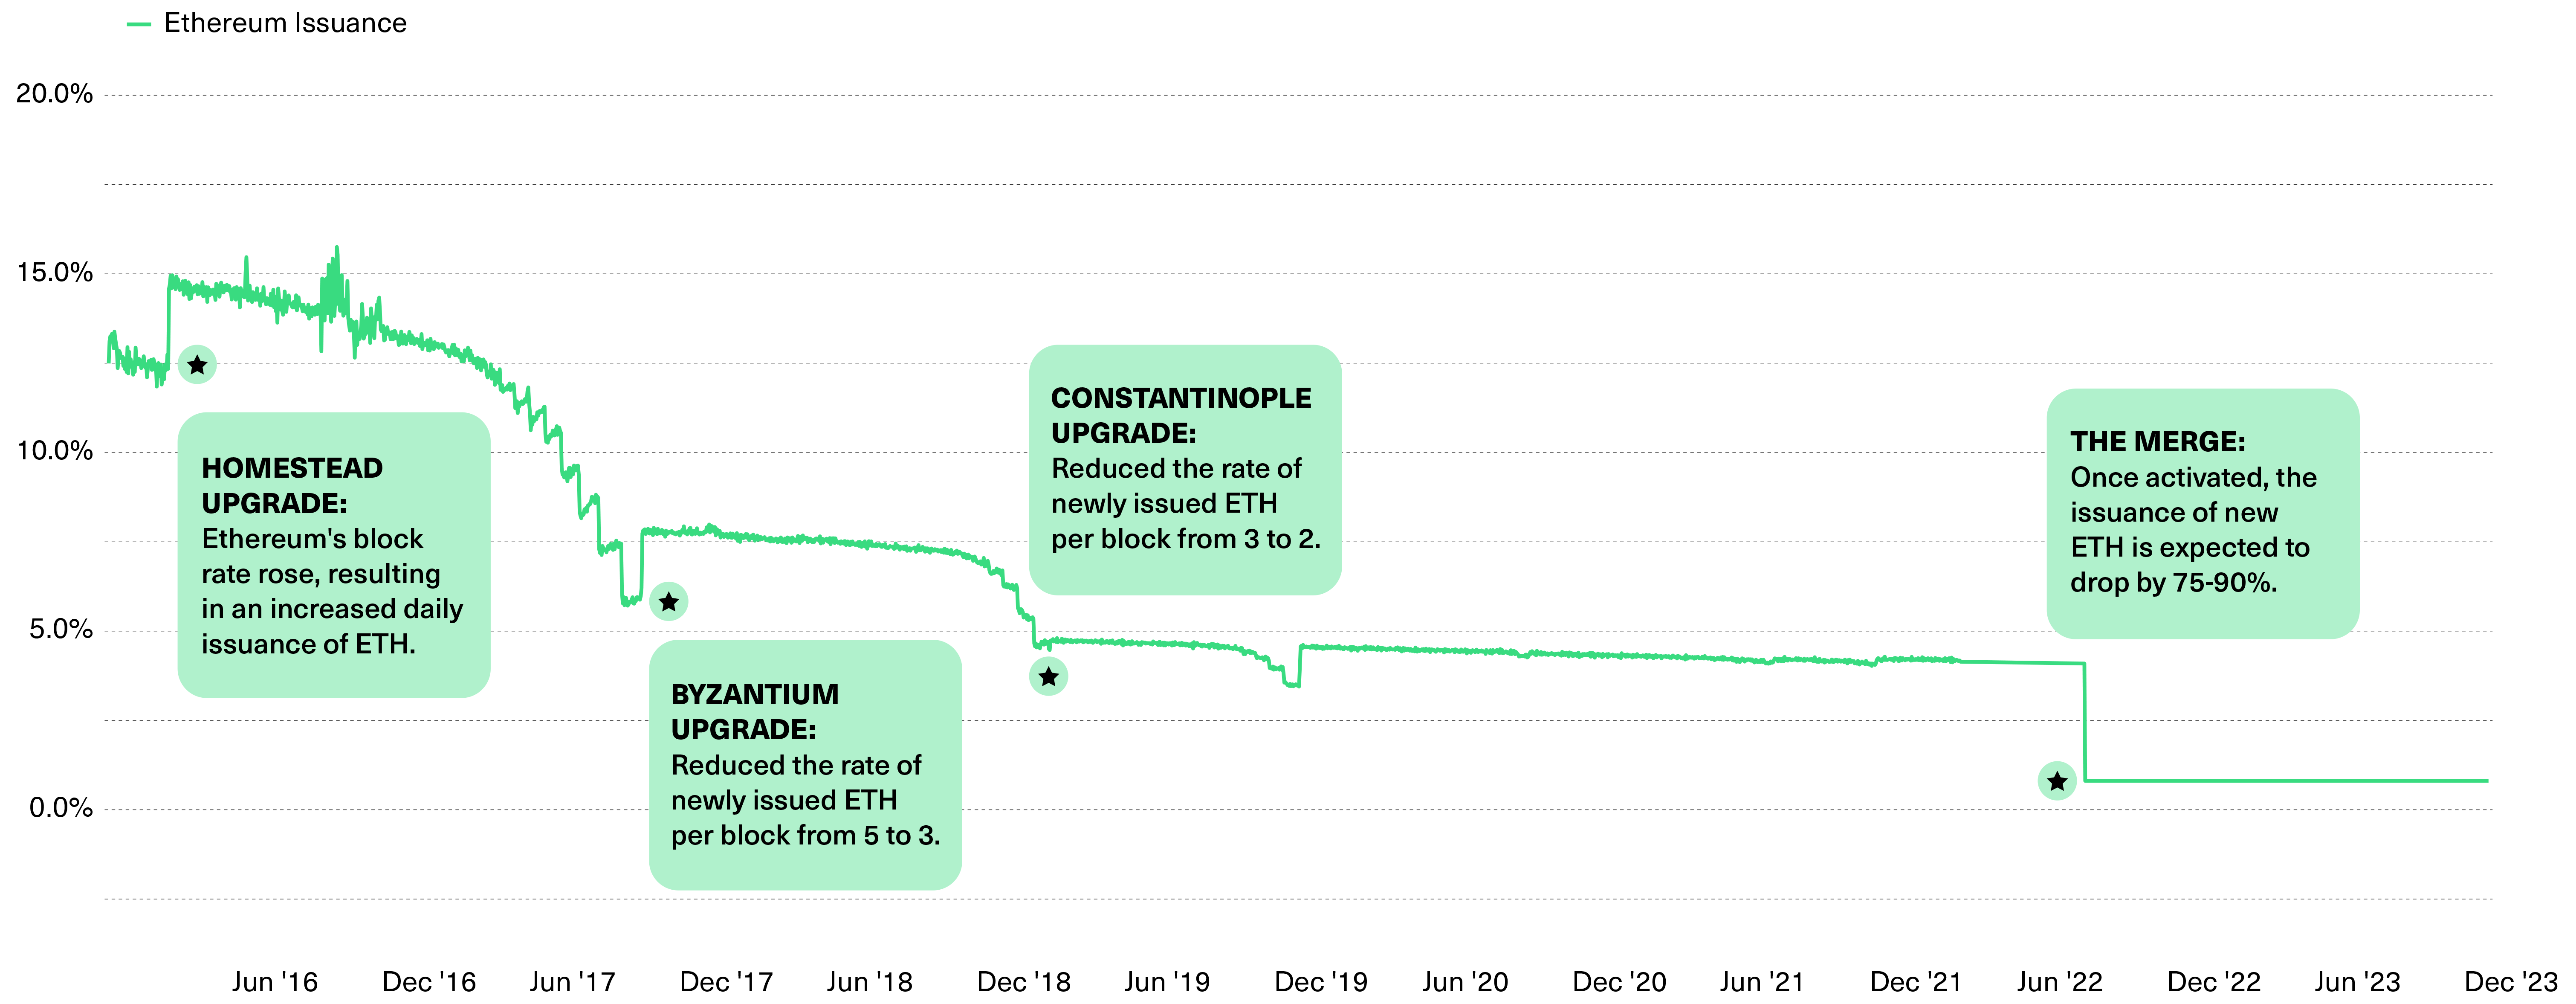 Ethereum Issuance
20.0%
15.0%
10.0%
5.0%
0.0%
HOMESTEAD
UPGRADE:
Ethereum's block
rate rose, resulting
in an increased daily
issuance of ETH.
BYZANTIUM
UPGRADE:
Reduced the rate of
newly issued ETH
per block from 5 to 3.
CONSTANTINOPLE
UPGRADE:
Reduced the rate of
newly issued ETH
per block from 3 to 2.
THE MERGE:
Once activated, the
issuance of new
ETH is expected to
drop by 75-90%.
Jun '16 Dec '16 Jun '17 Dec '17 Jun '18 Dec '18 Jun '19 Dec '19 Jun '20 Dec '20 Jun '21 Dec '21 Jun '22 Dec '22 Jun '23 Dec '23